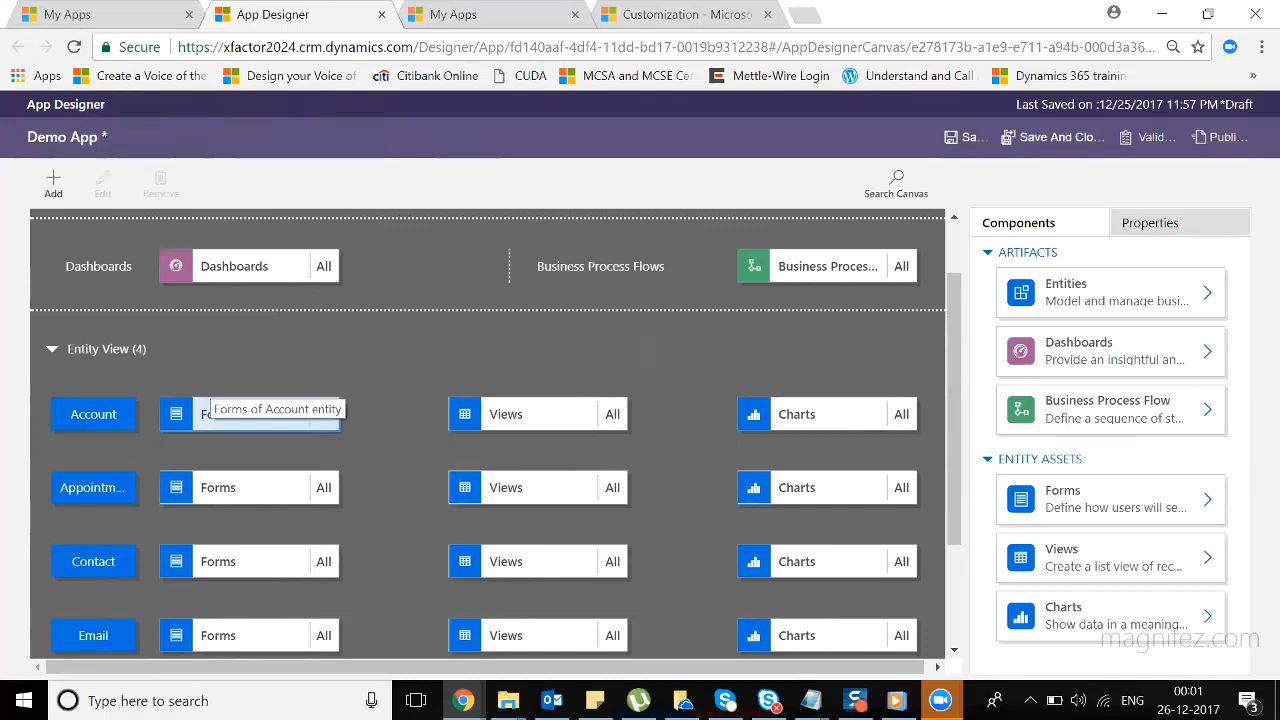 My Apps
App Designer
My Apps
Customization - Microso
Secure
https://xfactor2024.crm.dynamics.com/Designer/App/fd140aaf-4df4-11dd-bd17-0019b9312238#/AppDesignerCanvas/e278173b-a1e9-e711-a94b-000d3a36...
Apps
Create a Voice of the
Design your Voice of
citi Citibank Online
CUDA
MCSA and MCSE Cer
Mettle-Wire Login
Understand and Call
Dynamics 365 training
»
App Designer
Last Saved on :12/25/2017 11:57 PM *Draft
Demo App *
Sa...
Save And Clo...
Valid...
Publi...
Add
Edit
Remove
Search Canvas
Components
Properties
Dashboards
Dashboards
All
Business Process Flows
Business Proces...
All
ARTIFACTS
Entities
Model and manage busi...
Dashboards
Provide an insightful an...
Business Process Flow
Define a sequence of st...
Entity View (4)
Account
Fo
Forms of Account entity
Views
All
Charts
All
Appointm...
Forms
All
Views
All
Charts
All
Contact
Forms
All
Views
All
Charts
All
Email
Forms
All
Views
All
Charts
All
ENTITY ASSETS
Forms
Define how users will se...
Views
Create a list view of rec...
Charts
Show data in a meaning...
magnifez.com
Type here to search
ENG
00:01
26-12-2017
3